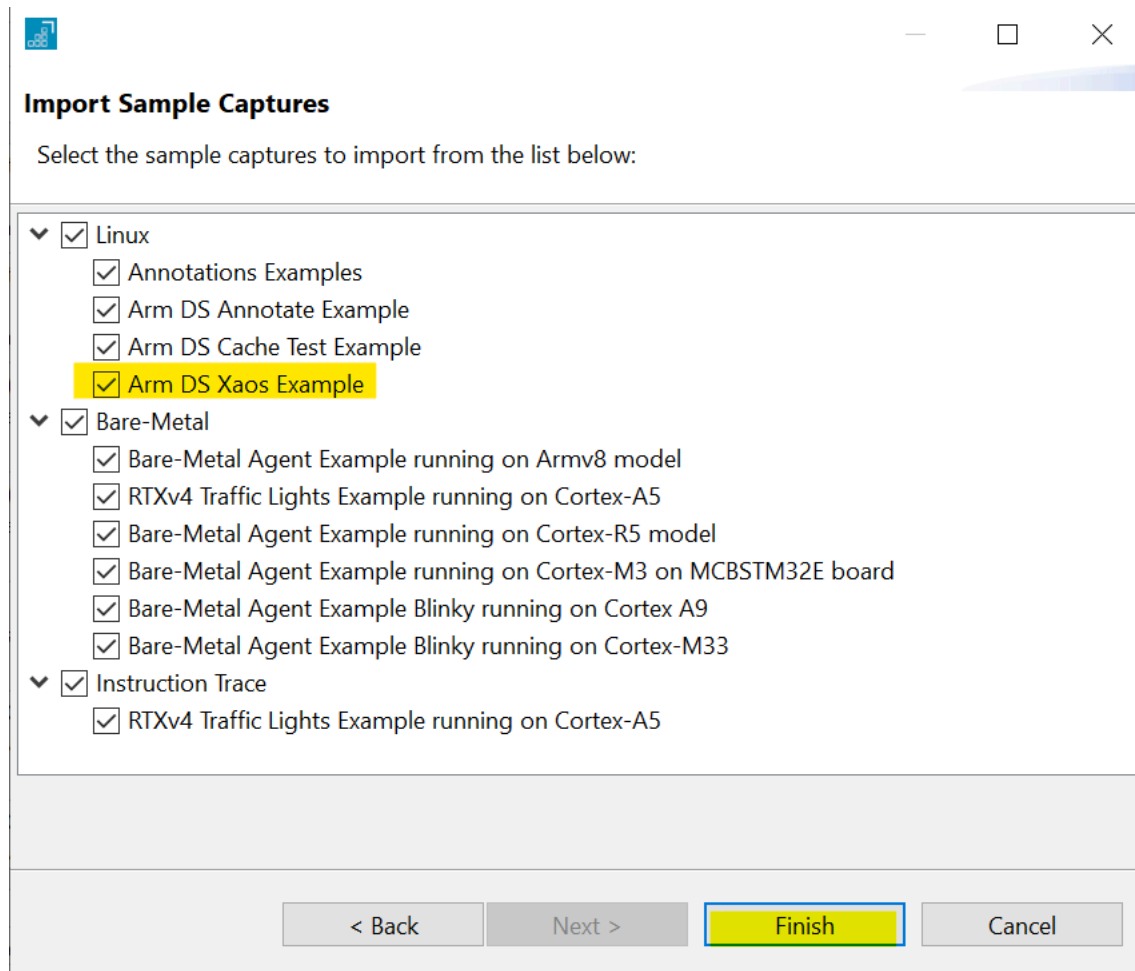 Import Sample Captures
Select the sample captures to import from the list below:
Linux
Annotations Examples
Arm DS Annotate Example
Arm DS Cache Test Example
Arm DS Xaos Example
Bare-Metal
Bare-Metal Agent Example running on Armv8 model
RTXv4 Traffic Lights Example running on Cortex-A5
Bare-Metal Agent Example running on Cortex-R5 model
Bare-Metal Agent Example running on Cortex-M3 on MCBSTM32E board
Bare-Metal Agent Example Blinky running on Cortex A9
Bare-Metal Agent Example Blinky running on Cortex-M33
Instruction Trace
RTXv4 Traffic Lights Example running on Cortex-A5
< Back Next > Finish Cancel